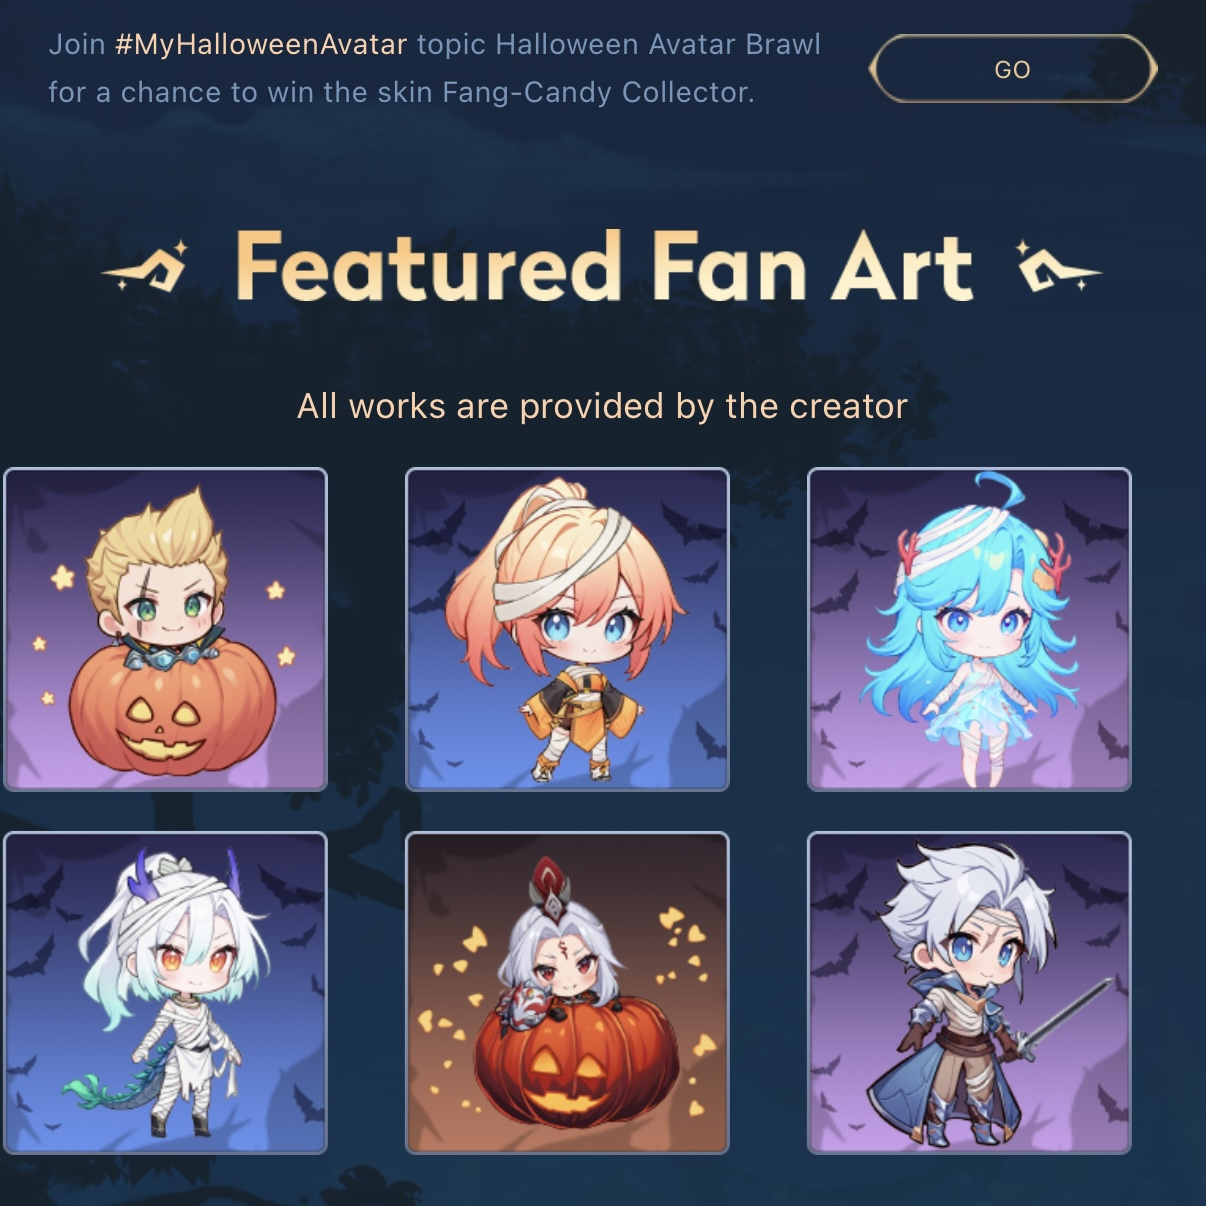 Join #MyHalloweenAvatar topic Halloween Avatar Brawl
for a chance to win the skin Fang-Candy Collector.
GO
Featured Fan Art
All works are provided by the creator